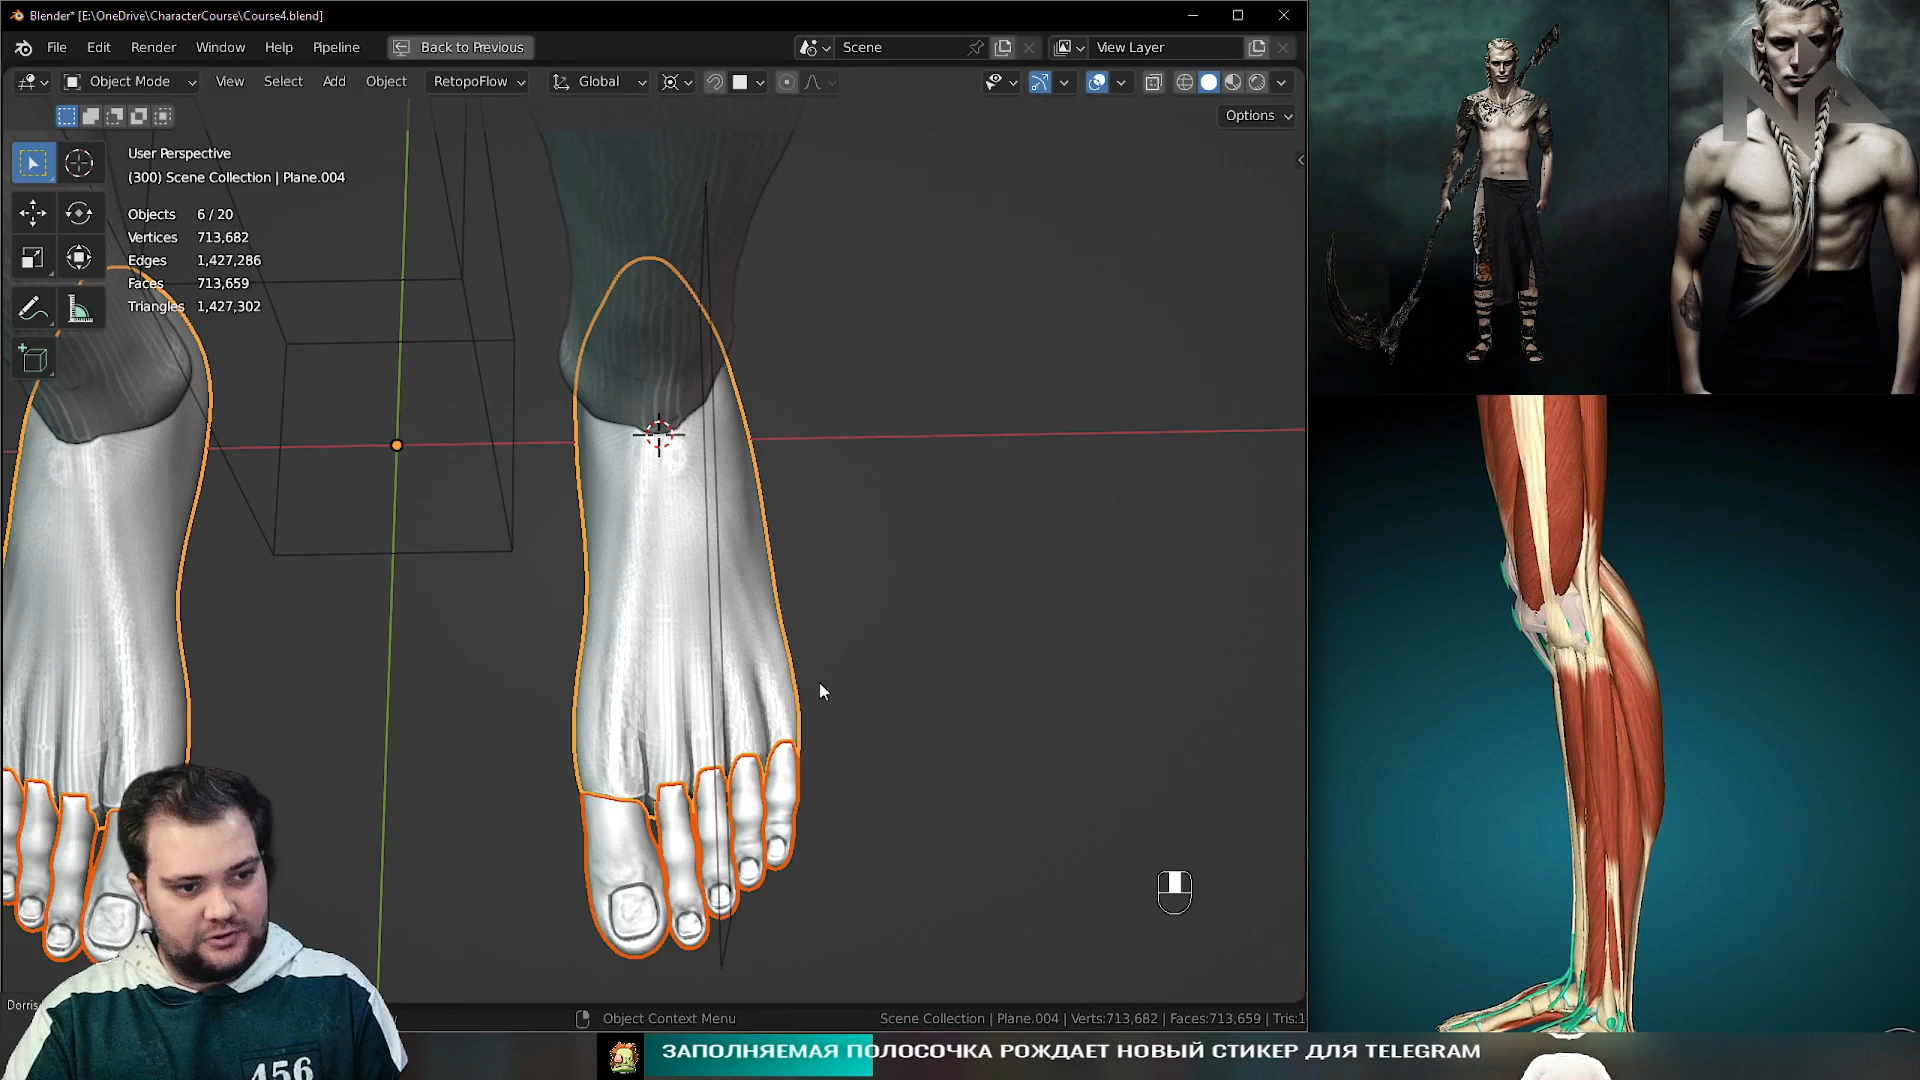 Blender* [E:\OneDrive\CharacterCourse\Course4.blend]
File Edit Render Window Help Pipeline Back to Previous Scene View Layer
Object Mode View Select Add Object RetopoFlow Global
Options
User Perspective
(300) Scene Collection | Plane.004
Objects 6 / 20
Vertices 713,682
Edges 1,427,286
Faces 713,659
Triangles 1,427,302
Dorris
Object Context Menu
Scene Collection | Plane.004 | Verts:713,682 | Faces:713,659 | Tris:1
456
ЗАПОЛНЯЕМАЯ ПОЛОСОЧКА РОЖДАЕТ НОВЫЙ СТИКЕР ДЛЯ TELEGRAM